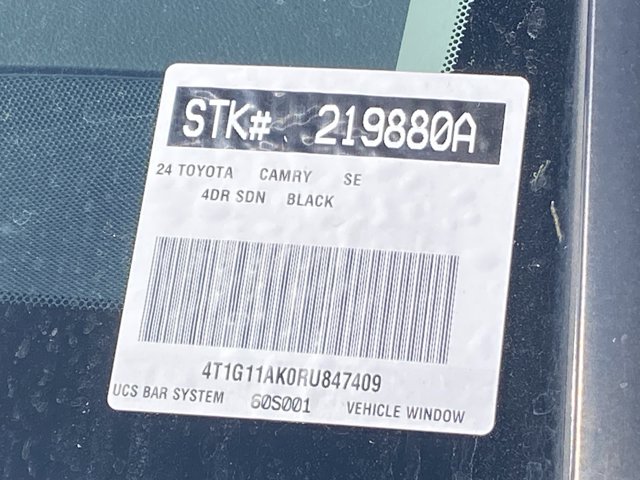 STK# 219880A
24 TOYOTA CAMRY SE
4DR SDN BLACK
4T1G11AK0RU847409
UCS BAR SYSTEM 60S001 VEHICLE WINDOW